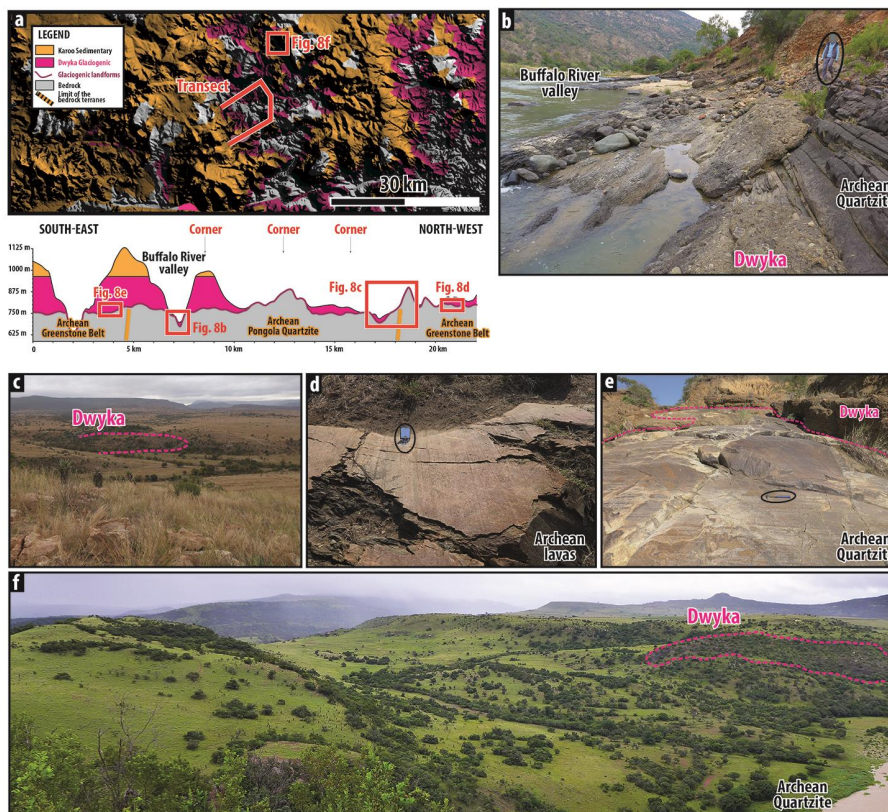 a
LEGEND
Karoo Sedimentary
Dwyka Glaciogenic
Glaciogenic landforms
Bedrock
Limit of the
bedrock terranes
Fig. 8f
Transect
30 km
SOUTH-EAST
Corner
Corner
Corner
NORTH-WEST
1125 m
1000 m
875 m
750 m
625 m
Buffalo River
valley
Fig. 8e
Fig. 8b
Fig. 8c
Fig. 8d
Archean
Greenstone Belt
Archean
Pongola Quartzite
Archean
Greenstone Belt
0
5 km
10 km
15 km
20 km
b
Buffalo River
valley
Archean
Quartzite
Dwyka
c
Dwyka
d
Archean
lavas
e
Dwyka
Archean
Quartzite
f
Dwyka
Archean
Quartzite